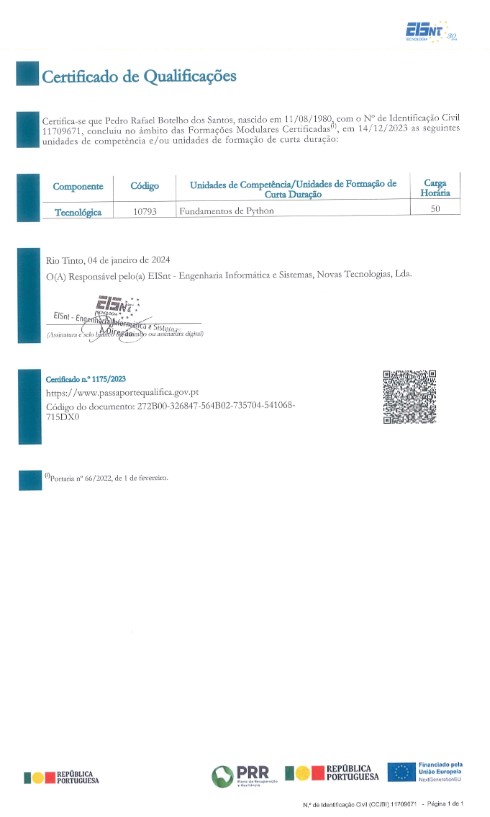 EISNT
TECNOLOGIA
Certificado de Qualificações
Certifica-se que Pedro Rafael Botelho dos Santos, nascido em 11/08/1980, com o Nº de Identificação Civil
11709671, concluiu no âmbito das Formações Modulares Certificadas(i), em 14/12/2023 as seguintes
unidades de competência e/ou unidades de formação de curta duração:
Componente Código Unidades de Competência/Unidades de Formação de Curta Duração Carga Horária
Tecnológica 10793 Fundamentos de Python 50
Rio Tinto, 04 de janeiro de 2024
O(A) Responsável pelo(a) EISnt - Engenharia Informática e Sistemas, Novas Tecnologias, Lda.
EISnt
EISnt - Engenharia Informática e Sistemas
A Direção
(Assinatura e selo branco ou carimbo ou assinatura digital)
Certificado n.º 1175/2023
https://www.passaportequalifica.gov.pt
Código do documento: 272B00-326847-564B02-735704-541068-
715DX0
(i)Portaria nº 66/2022, de 1 de fevereiro.
REPÚBLICA
PORTUGUESA
PRR
Plano de Recuperação
e Resiliência
REPÚBLICA
PORTUGUESA
Financiado pela
União Europeia
NextGenerationEU
N.º de Identificação Civil (CC/BI) 11709671 - Página 1 de 1